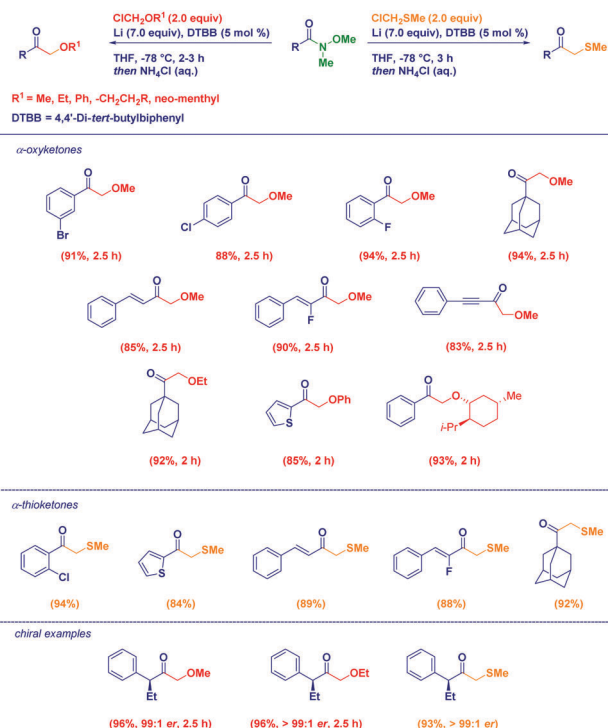 ClCH2OR1 (2.0 equiv)
Li (7.0 equiv), DTBB (5 mol %)
THF, -78 °C, 2-3 h
then NH4Cl (aq.)
O
R
OR1
O
R
N
OMe
Me
ClCH2SMe (2.0 equiv)
Li (7.0 equiv), DTBB (5 mol %)
THF, -78 °C, 3 h
then NH4Cl (aq.)
O
R
SMe
R1 = Me, Et, Ph, -CH2CH2R, neo-menthyl
DTBB = 4,4'-Di-tert-butylbiphenyl
α-oxyketones
O
OMe
Br
(91%, 2.5 h)
O
OMe
Cl
88%, 2.5 h)
O
OMe
F
(94%, 2.5 h)
O
OMe
(94%, 2.5 h)
O
OMe
(85%, 2.5 h)
O
OMe
F
(90%, 2.5 h)
O
OMe
(83%, 2.5 h)
O
OEt
(92%, 2 h)
O
OPh
S
(85%, 2 h)
O
O
Me
i-Pr
(93%, 2 h)
α-thioketones
O
SMe
Cl
(94%)
O
SMe
S
(84%)
O
SMe
(89%)
O
SMe
F
(88%)
O
SMe
(92%)
chiral examples
O
OMe
Et
(96%, 99:1 er, 2.5 h)
O
OEt
Et
(96%, > 99:1 er, 2.5 h)
O
SMe
Et
(93%, > 99:1 er)